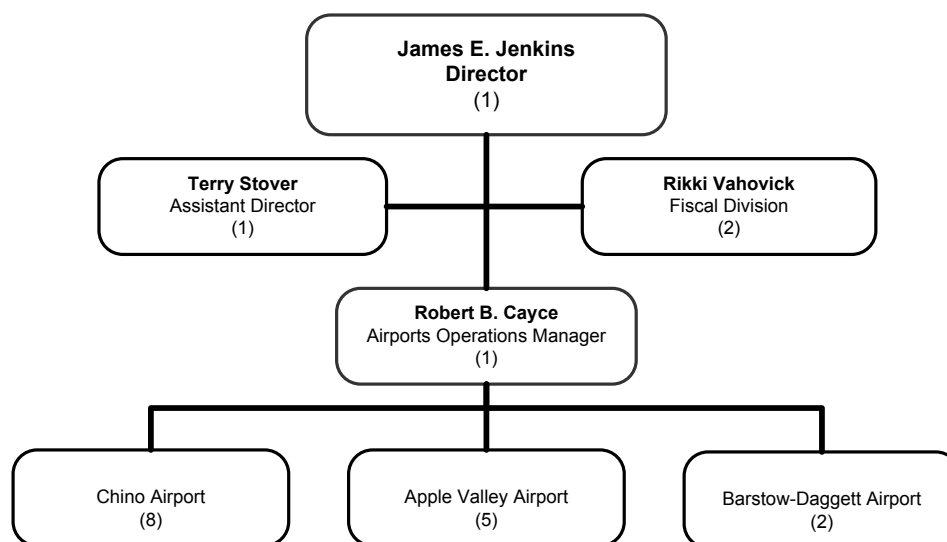 James E. Jenkins
Director
(1)
Terry Stover
Assistant Director
(1)
Rikki Vahovick
Fiscal Division
(2)
Robert B. Cayce
Airports Operations Manager
(1)
Chino Airport
(8)
Apple Valley Airport
(5)
Barstow-Daggett Airport
(2)